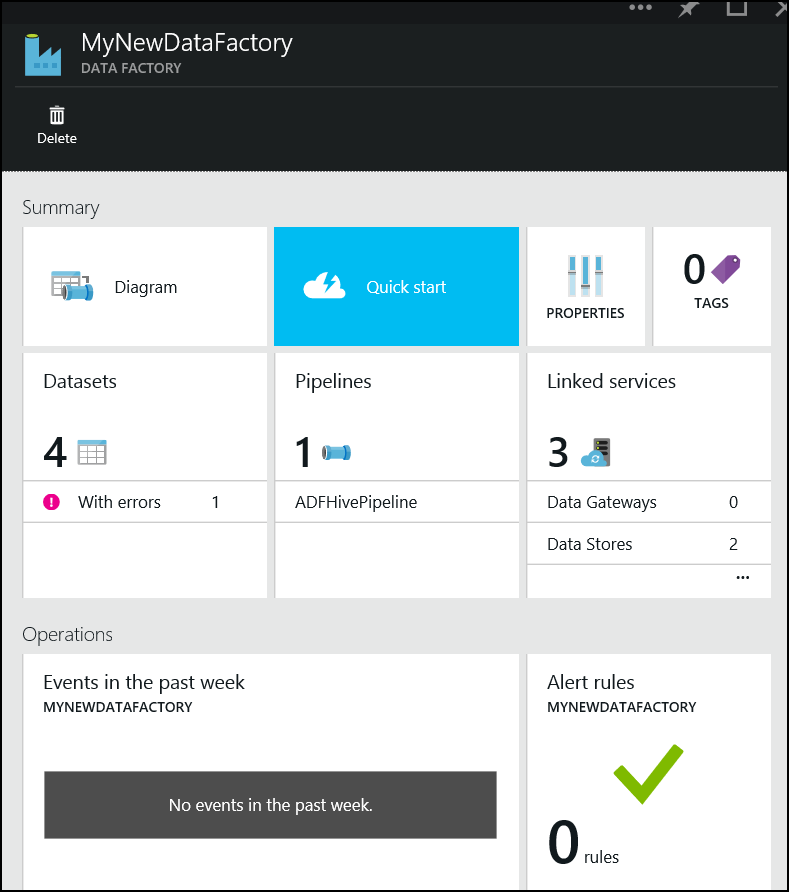 MyNewDataFactory
DATA FACTORY
Delete
Summary
Diagram
Quick start
PROPERTIES
0
TAGS
Datasets
4
With errors 1
Pipelines
1
ADFHivePipeline
Linked services
3
Data Gateways 0
Data Stores 2
...
Operations
Events in the past week
MYNEWDATAFACTORY
No events in the past week.
Alert rules
MYNEWDATAFACTORY
0 rules